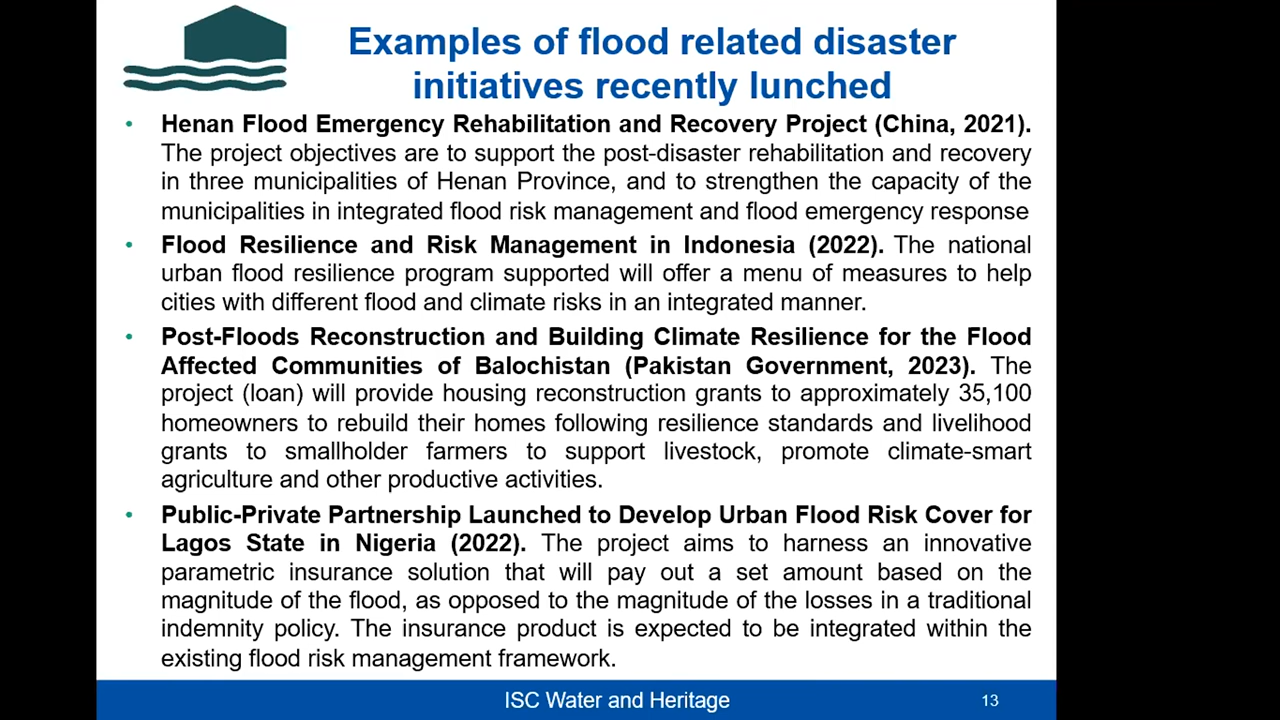 Examples of flood related disaster
initiatives recently lunched
• Henan Flood Emergency Rehabilitation and Recovery Project (China, 2021).
The project objectives are to support the post-disaster rehabilitation and recovery
in three municipalities of Henan Province, and to strengthen the capacity of the
municipalities in integrated flood risk management and flood emergency response
• Flood Resilience and Risk Management in Indonesia (2022). The national
urban flood resilience program supported will offer a menu of measures to help
cities with different flood and climate risks in an integrated manner.
• Post-Floods Reconstruction and Building Climate Resilience for the Flood
Affected Communities of Balochistan (Pakistan Government, 2023). The
project (loan) will provide housing reconstruction grants to approximately 35,100
homeowners to rebuild their homes following resilience standards and livelihood
grants to smallholder farmers to support livestock, promote climate-smart
agriculture and other productive activities.
• Public-Private Partnership Launched to Develop Urban Flood Risk Cover for
Lagos State in Nigeria (2022). The project aims to harness an innovative
parametric insurance solution that will pay out a set amount based on the
magnitude of the flood, as opposed to the magnitude of the losses in a traditional
indemnity policy. The insurance product is expected to be integrated within the
existing flood risk management framework.
ISC Water and Heritage
13